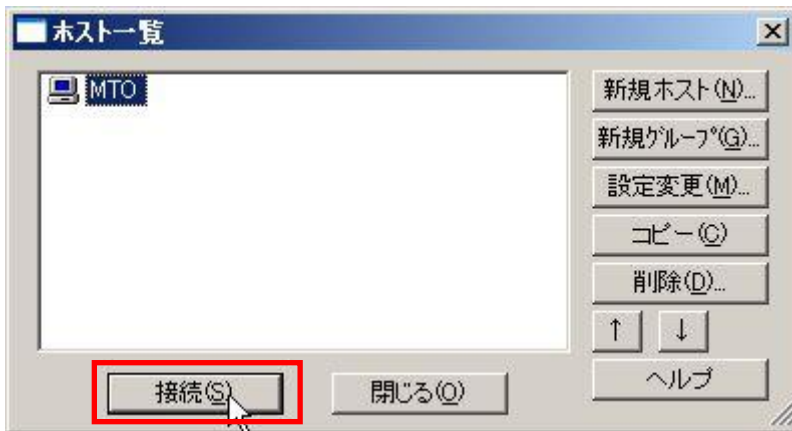 ホスト一覧
MTO
新規ホスト(N)...
新規ｸﾞﾙｰﾌﾟ(G)...
設定変更(M)...
コピー(C)
削除(D)...
↑ ↓
接続(S) 閉じる(O) ヘルプ